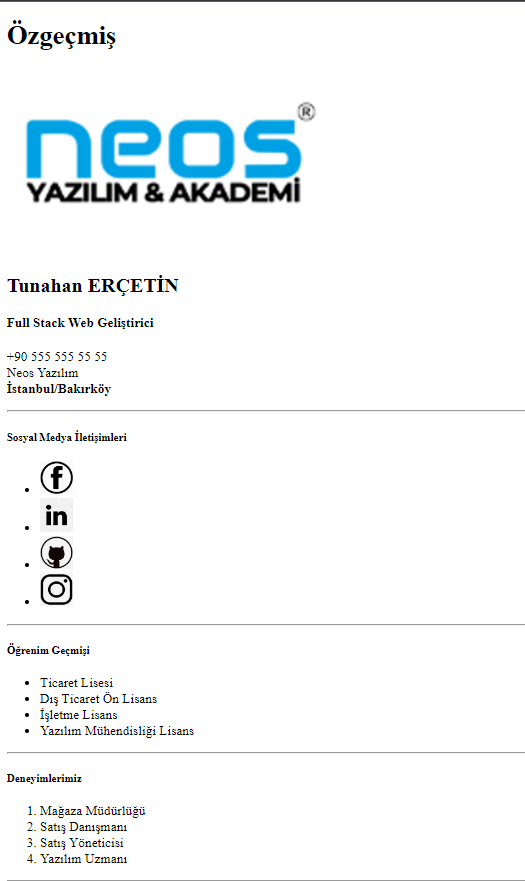 Özgeçmiş
neos®
YAZILIM & AKADEMİ
Tunahan ERÇETİN
Full Stack Web Geliştirici
+90 555 555 55 55
Neos Yazılım
İstanbul/Bakırköy
Sosyal Medya İletişimleri
f
in
Öğrenim Geçmişi
Ticaret Lisesi
Dış Ticaret Ön Lisans
İşletme Lisans
Yazılım Mühendisliği Lisans
Deneyimlerimiz
1. Mağaza Müdürlüğü
2. Satış Danışmanı
3. Satış Yöneticisi
4. Yazılım Uzmanı